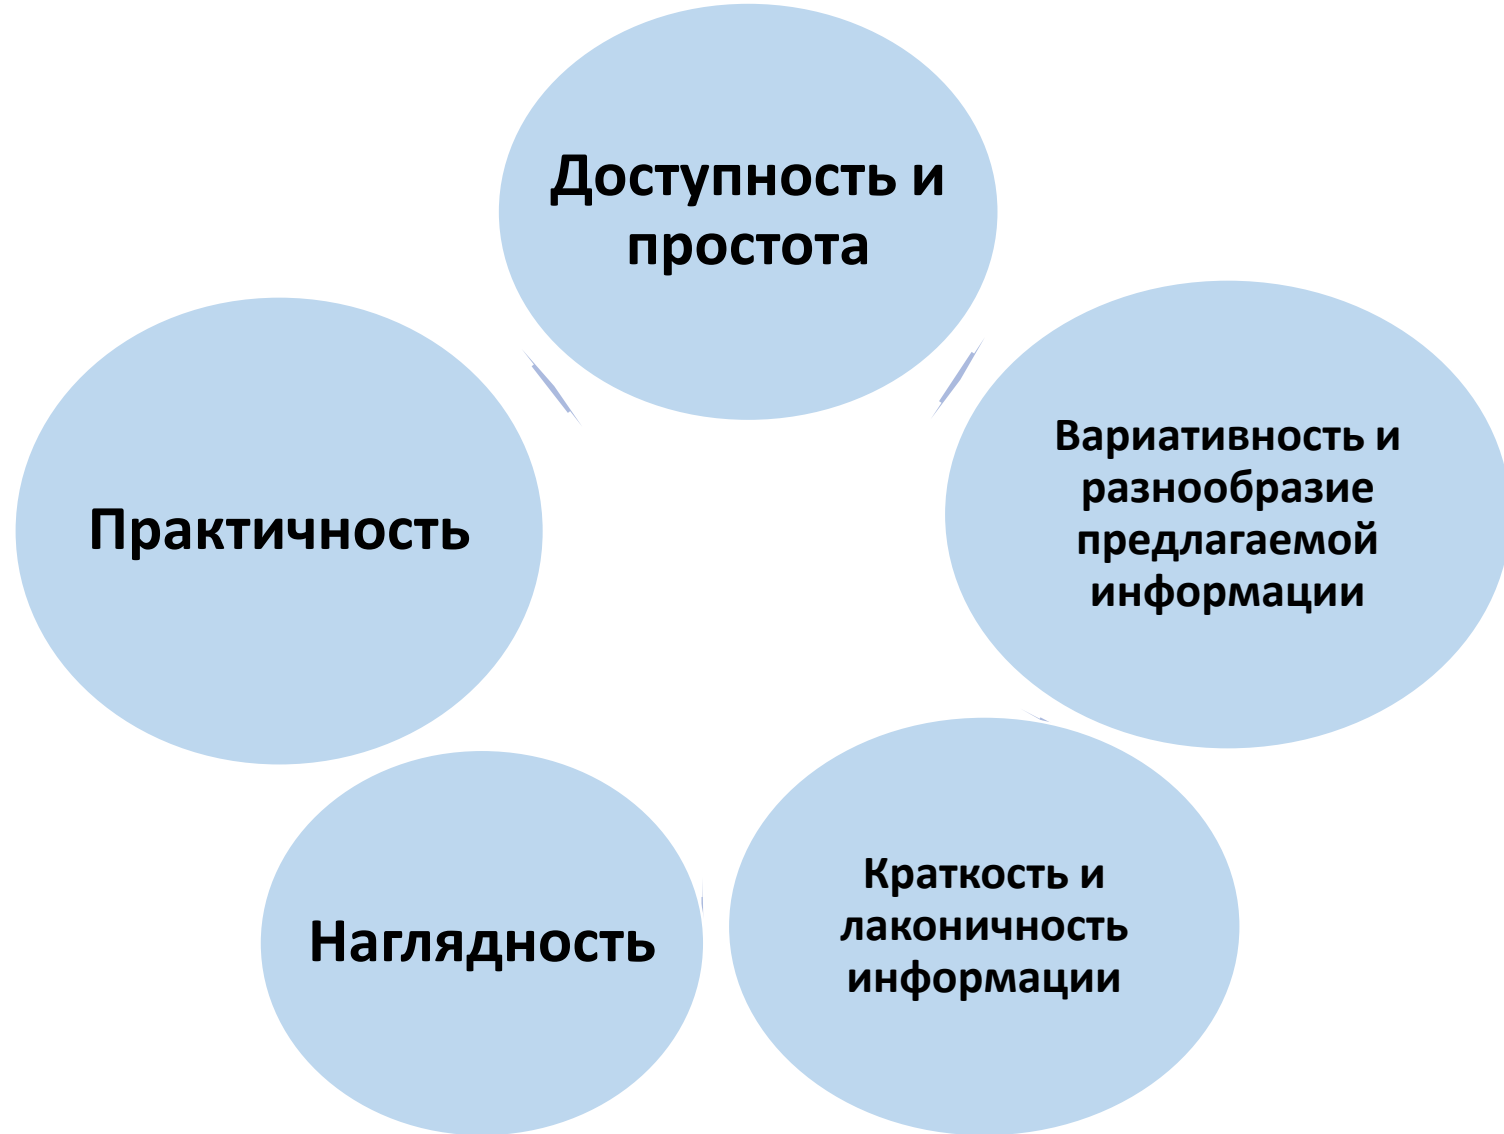 Доступность и
простота
Вариативность и
разнообразие
предлагаемой
информации
Краткость и
лаконичность
информации
Наглядность
Практичность